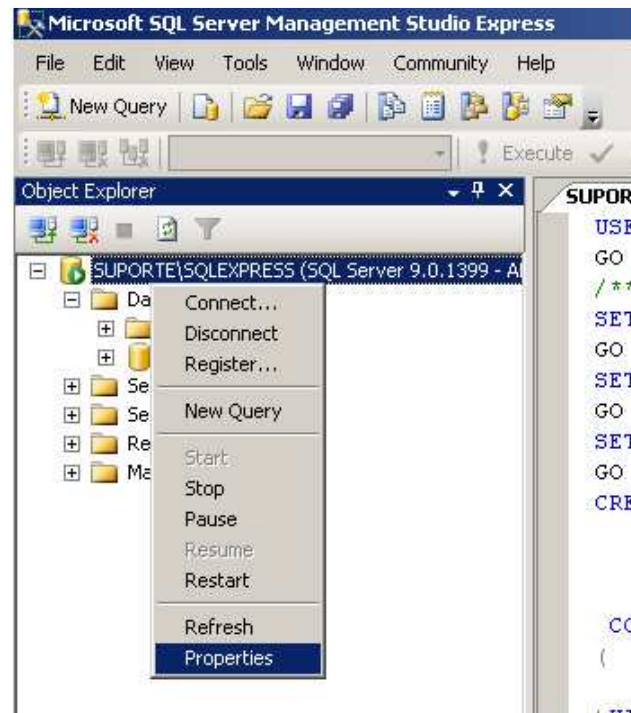 Microsoft SQL Server Management Studio Express
File Edit View Tools Window Community Help
New Query
Execute
Object Explorer
SUPORTE\SQLEXPRESS (SQL Server 9.0.1399 - 
Da
Se
Se
Re
Ma
Connect...
Disconnect
Register...
New Query
Start
Stop
Pause
Resume
Restart
Refresh
Properties
SUPOR
USE
GO
/**
SET
GO
SET
GO
SET
GO
CRE
CO
(